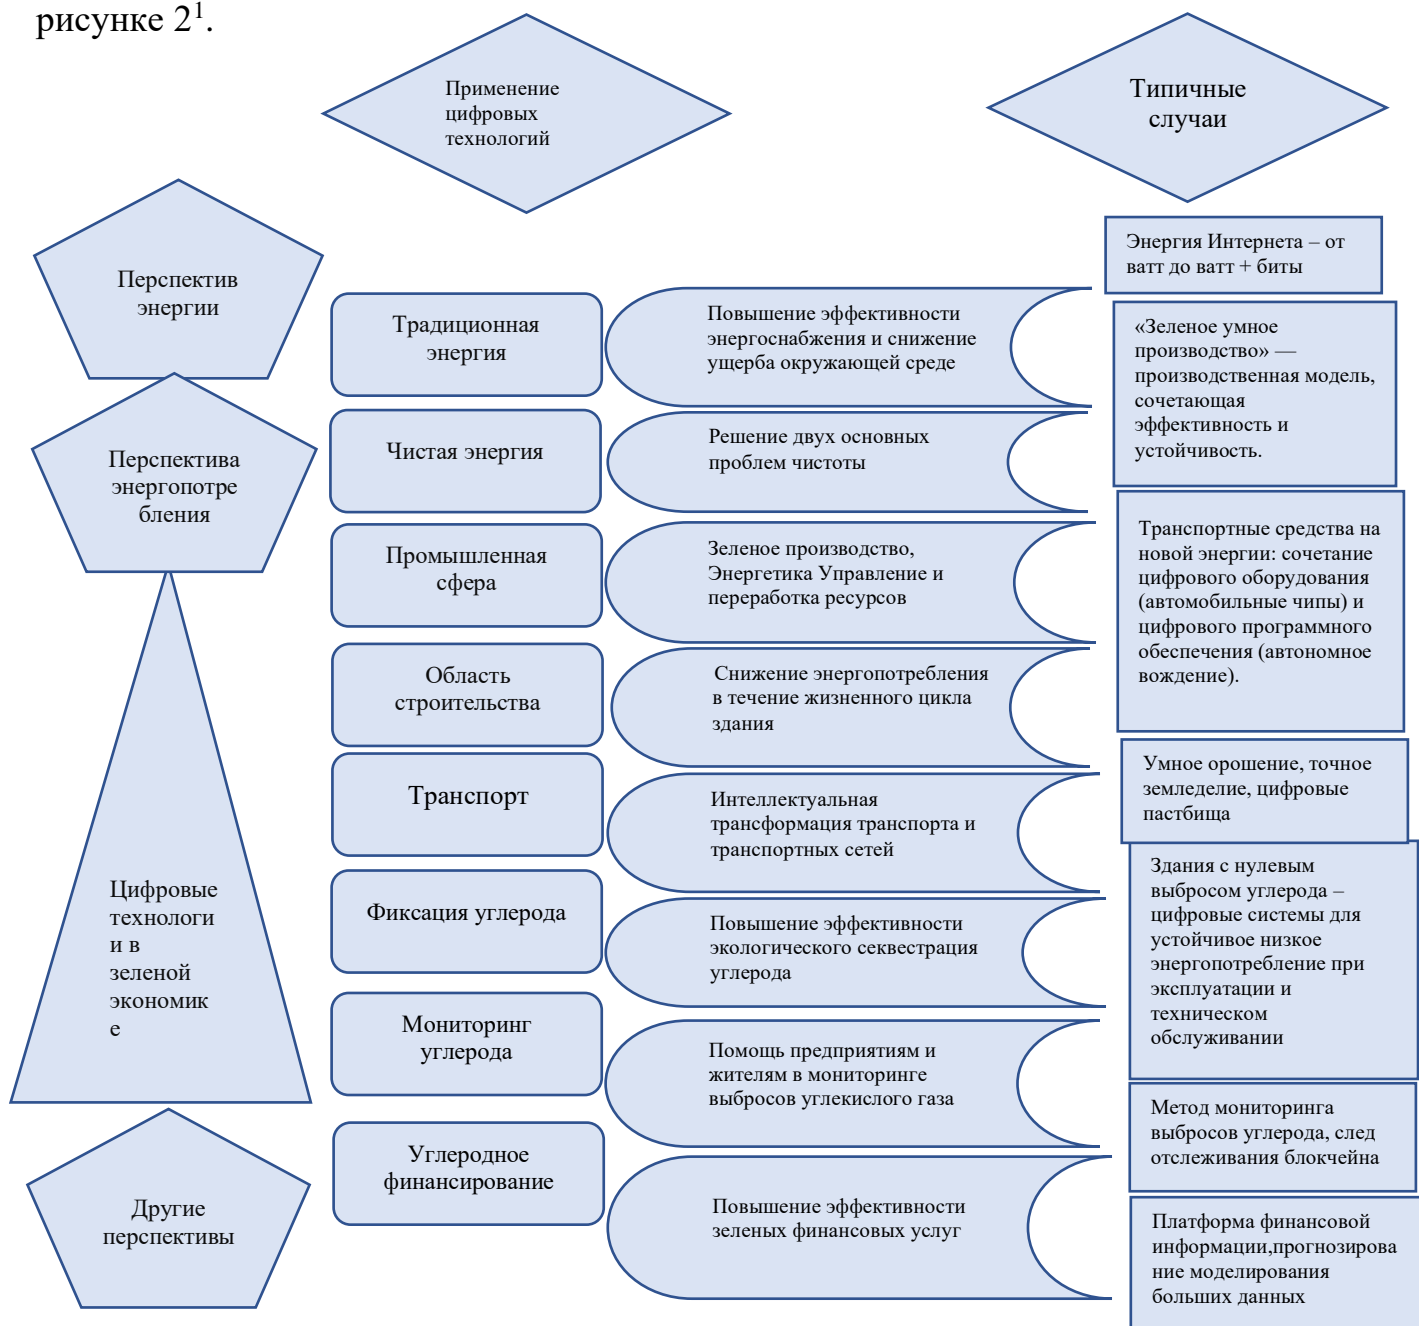 рисунке 2¹.
Применение
цифровых
технологий
Типичные
случаи
Перспектив
энергии
Перспектива
энергопотре
бления
Цифровые
технологи
и в
зеленой
экономик
е
Другие
перспективы
Традиционная
энергия
Чистая энергия
Промышленная
сфера
Область
строительства
Транспорт
Фиксация углерода
Мониторинг
углерода
Углеродное
финансирование
Повышение эффективности
энергоснабжения и снижение
ущерба окружающей среде
Решение двух основных
проблем чистоты
Зеленое производство,
Энергетика Управление и
переработка ресурсов
Снижение энергопотребления
в течение жизненного цикла
здания
Интеллектуальная
трансформация транспорта и
транспортных сетей
Повышение эффективности
экологического секвестрация
углерода
Помощь предприятиям и
жителям в мониторинге
выбросов углекислого газа
Повышение эффективности
зеленых финансовых услуг
Энергия Интернета – от
ватт до ватт + биты
«Зеленое умное
производство» —
производственная модель,
сочетающая
эффективность и
устойчивость.
Транспортные средства на
новой энергии: сочетание
цифрового оборудования
(автомобильные чипы) и
цифрового программного
обеспечения (автономное
вождение).
Умное орошение, точное
земледелие, цифровые
пастбища
Здания с нулевым
выбросом углерода –
цифровые системы для
устойчивое низкое
энергопотребление при
эксплуатации и
техническом
обслуживании
Метод мониторинга
выбросов углерода, след
отслеживания блокчейна
Платформа финансовой
информации,прогнозирова
ние моделирования
больших данных